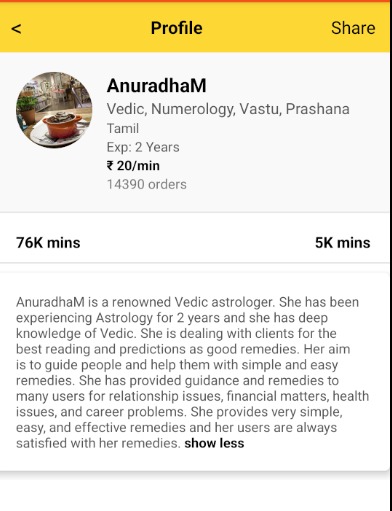 < Profile Share
AnuradhaM
Vedic, Numerology, Vastu, Prashana
Tamil
Exp: 2 Years
₹ 20/min
14390 orders
76K mins 5K mins
AnuradhaM is a renowned Vedic astrologer. She has been
experiencing Astrology for 2 years and she has deep
knowledge of Vedic. She is dealing with clients for the
best reading and predictions as good remedies. Her aim
is to guide people and help them with simple and easy
remedies. She has provided guidance and remedies to
many users for relationship issues, financial matters, health
issues, and career problems. She provides very simple,
easy, and effective remedies and her users are always
satisfied with her remedies. show less